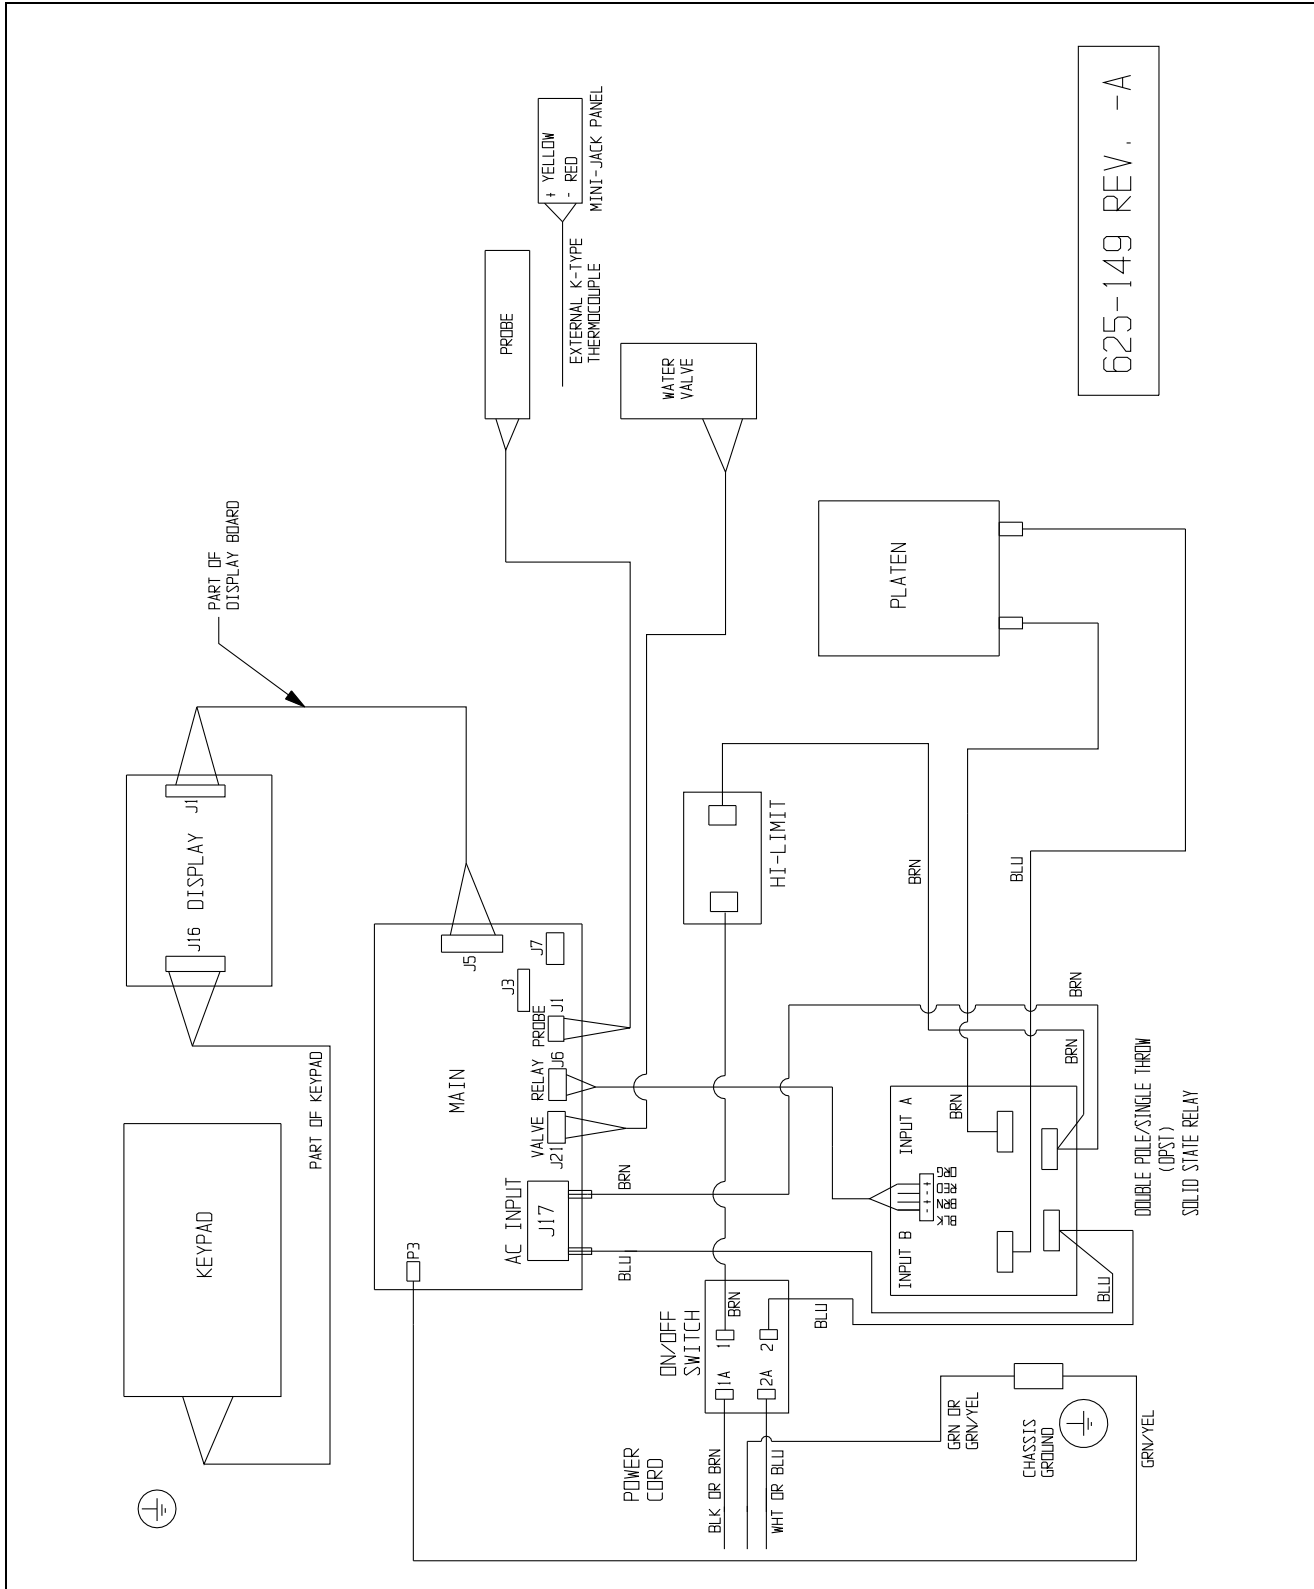 625-149 REV. -A
+ YELLOW
- RED
MINI-JACK PANEL
EXTERNAL K-TYPE
THERMOCOUPLE
PROBE
WATER
VALVE
PART OF
DISPLAY BOARD
PLATEN
J1
DISPLAY
J16
HI-LIMIT
BRN
BLU
J5
J7
J3
J1
PROBE
J6
RELAY
MAIN
VALVE
J21
AC INPUT
J17
BRN
BLU
P3
PART OF KEYPAD
KEYPAD
BRN
BRN
BRN
INPUT A
INPUT B
ORG
RED
BRN
BLK
- + - +
BLU
DOUBLE POLE/SINGLE THROW
(DPST)
SOLID STATE RELAY
ON/OFF
SWITCH
1A
1
BRN
2A
2
BLU
POWER
CORD
BLK OR BRN
WHT OR BLU
GRN OR
GRN/YEL
CHASSIS
GROUND
GRN/YEL